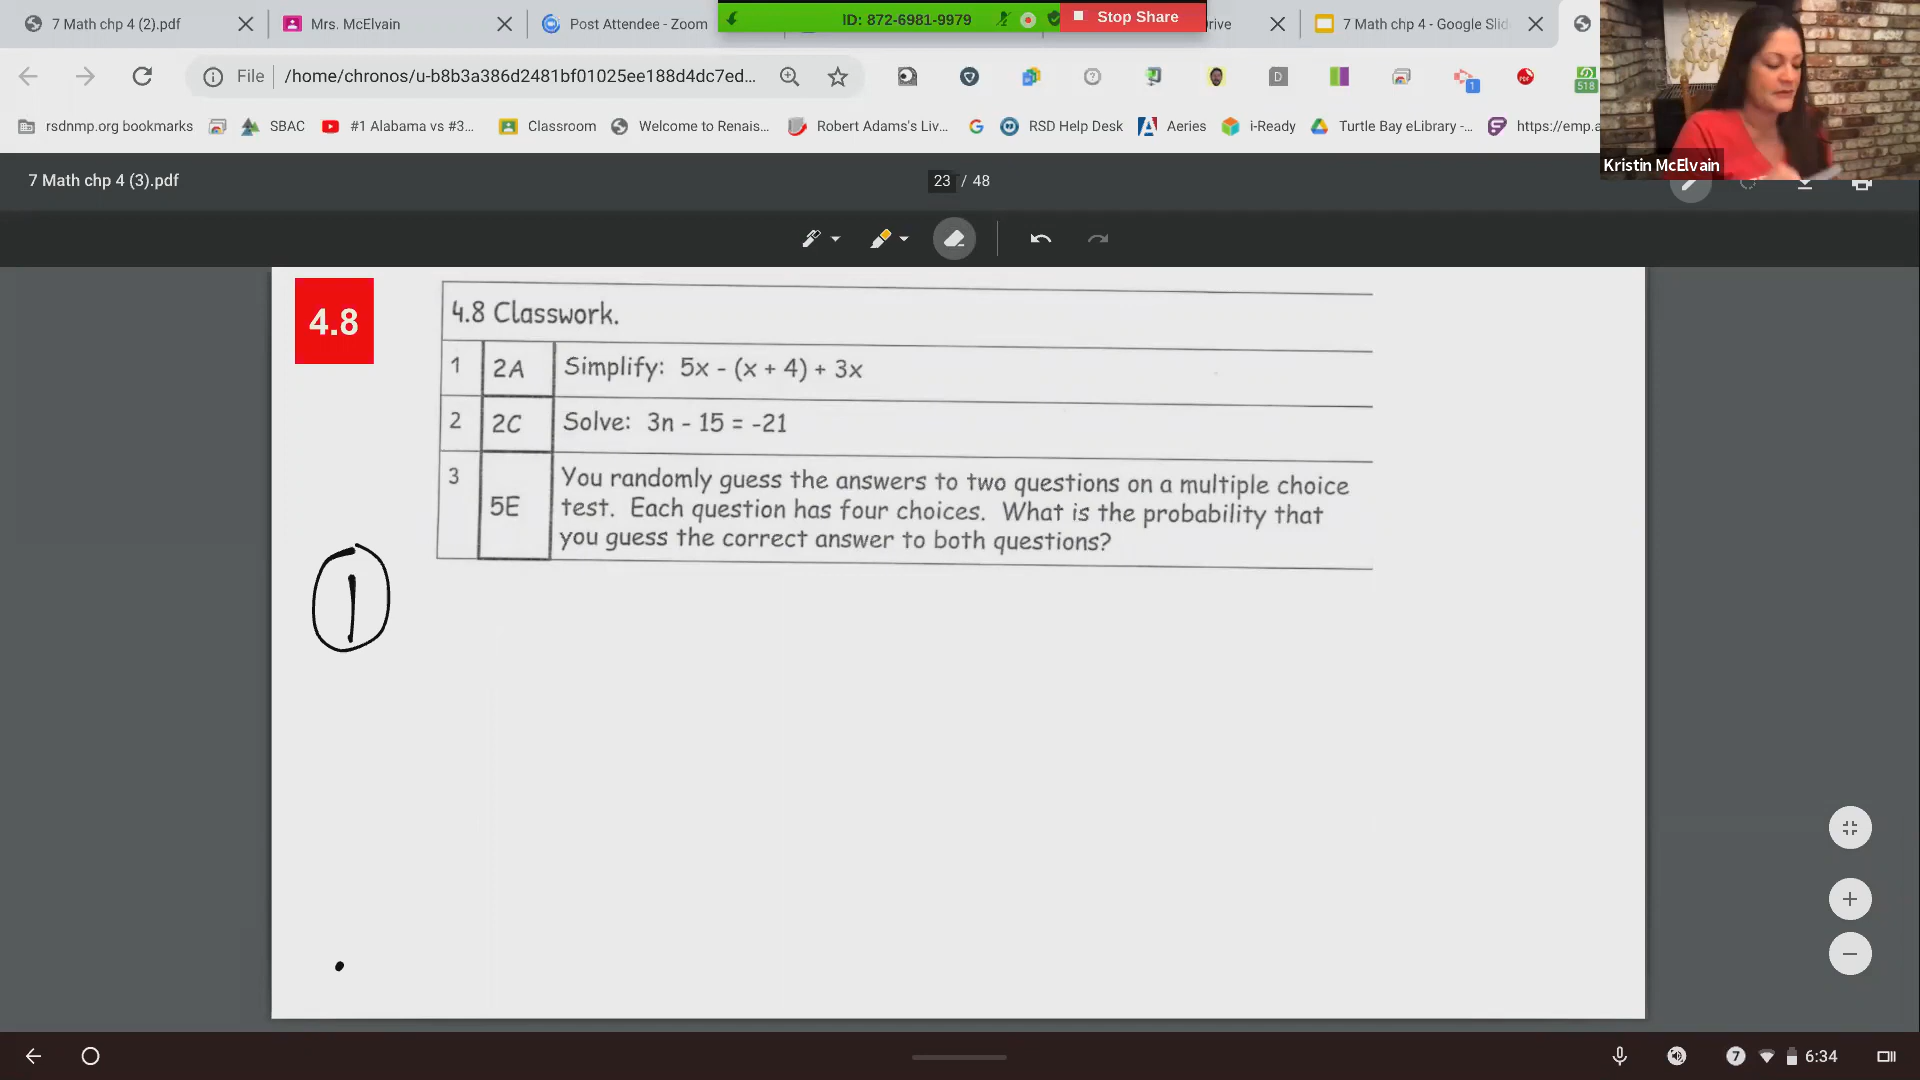 7 Math chp 4 (2).pdf
Mrs. McElvain
Post Attendee - Zoom
ID: 872-6981-9979
Stop Share
7 Math chp 4 - Google Slid
File
/home/chronos/u-b8b3a386d2481bf01025ee188d4dc7ed...
D
1
PDF
518
rsdnmp.org bookmarks
SBAC
#1 Alabama vs #3...
Classroom
Welcome to Renais...
Robert Adams's Liv...
RSD Help Desk
Aeries
i-Ready
Turtle Bay eLibrary -...
https://emp.a
Kristin McElvain
7 Math chp 4 (3).pdf
23 / 48
4.8
4.8 Classwork.
1 2A Simplify: 5x - (x + 4) + 3x
2 2C Solve: 3n - 15 = -21
3 5E You randomly guess the answers to two questions on a multiple choice
test. Each question has four choices. What is the probability that
you guess the correct answer to both questions?
1
7
6:34